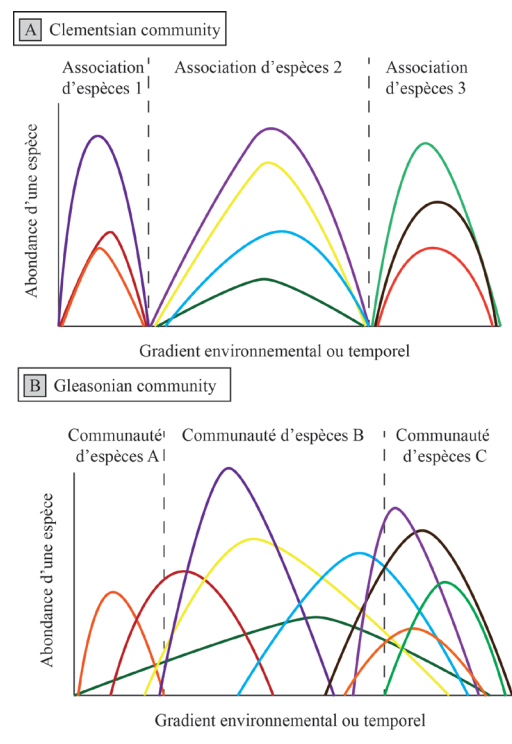 A Clementsian community
Association
d'espèces 1
Association d'espèces 2
Association
d'espèces 3
Abondance d'une espèce
Gradient environnemental ou temporel
B Gleasonian community
Communauté
d'espèces A
Communauté d'espèces B
Communauté
d'espèces C
Abondance d'une espèce
Gradient environnemental ou temporel